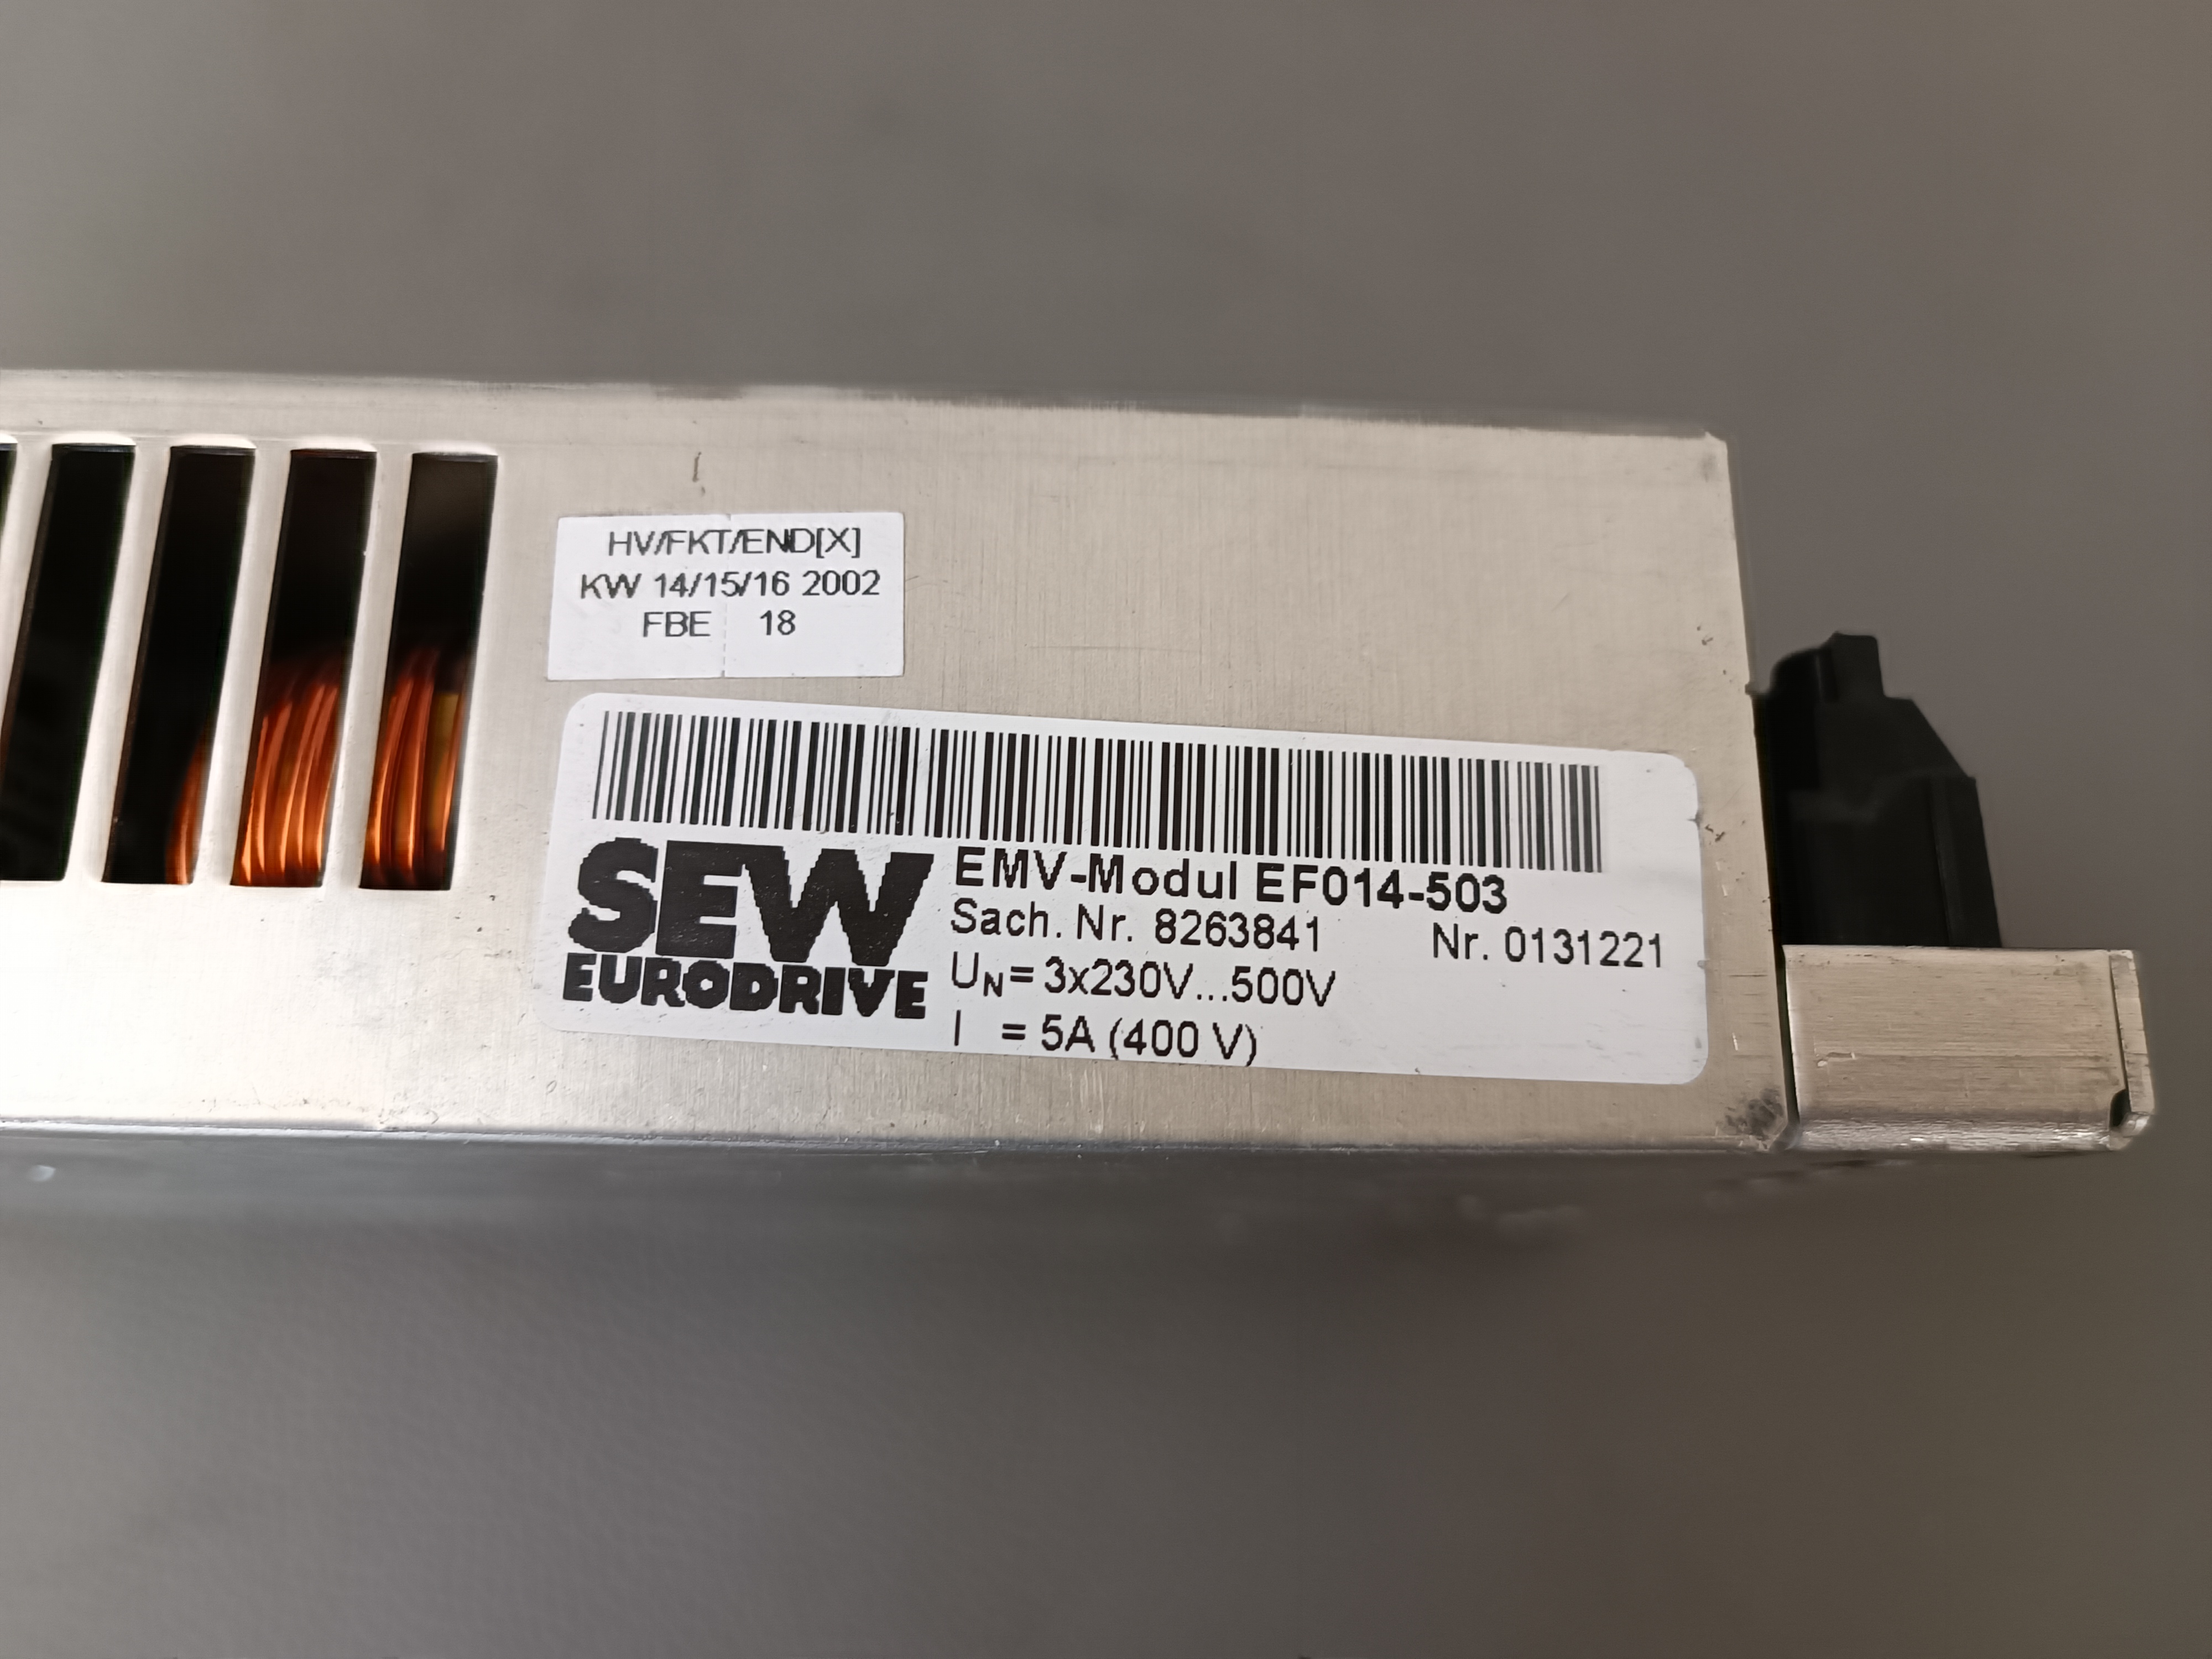 HV/FKT/END[X]
KW 14/15/16 2002
FBE 18
SEW
EURODRIVE
EMV-Modul EF014-503
Sach. Nr. 8263841 Nr. 0131221
UN= 3x230V...500V
I = 5A (400 V)